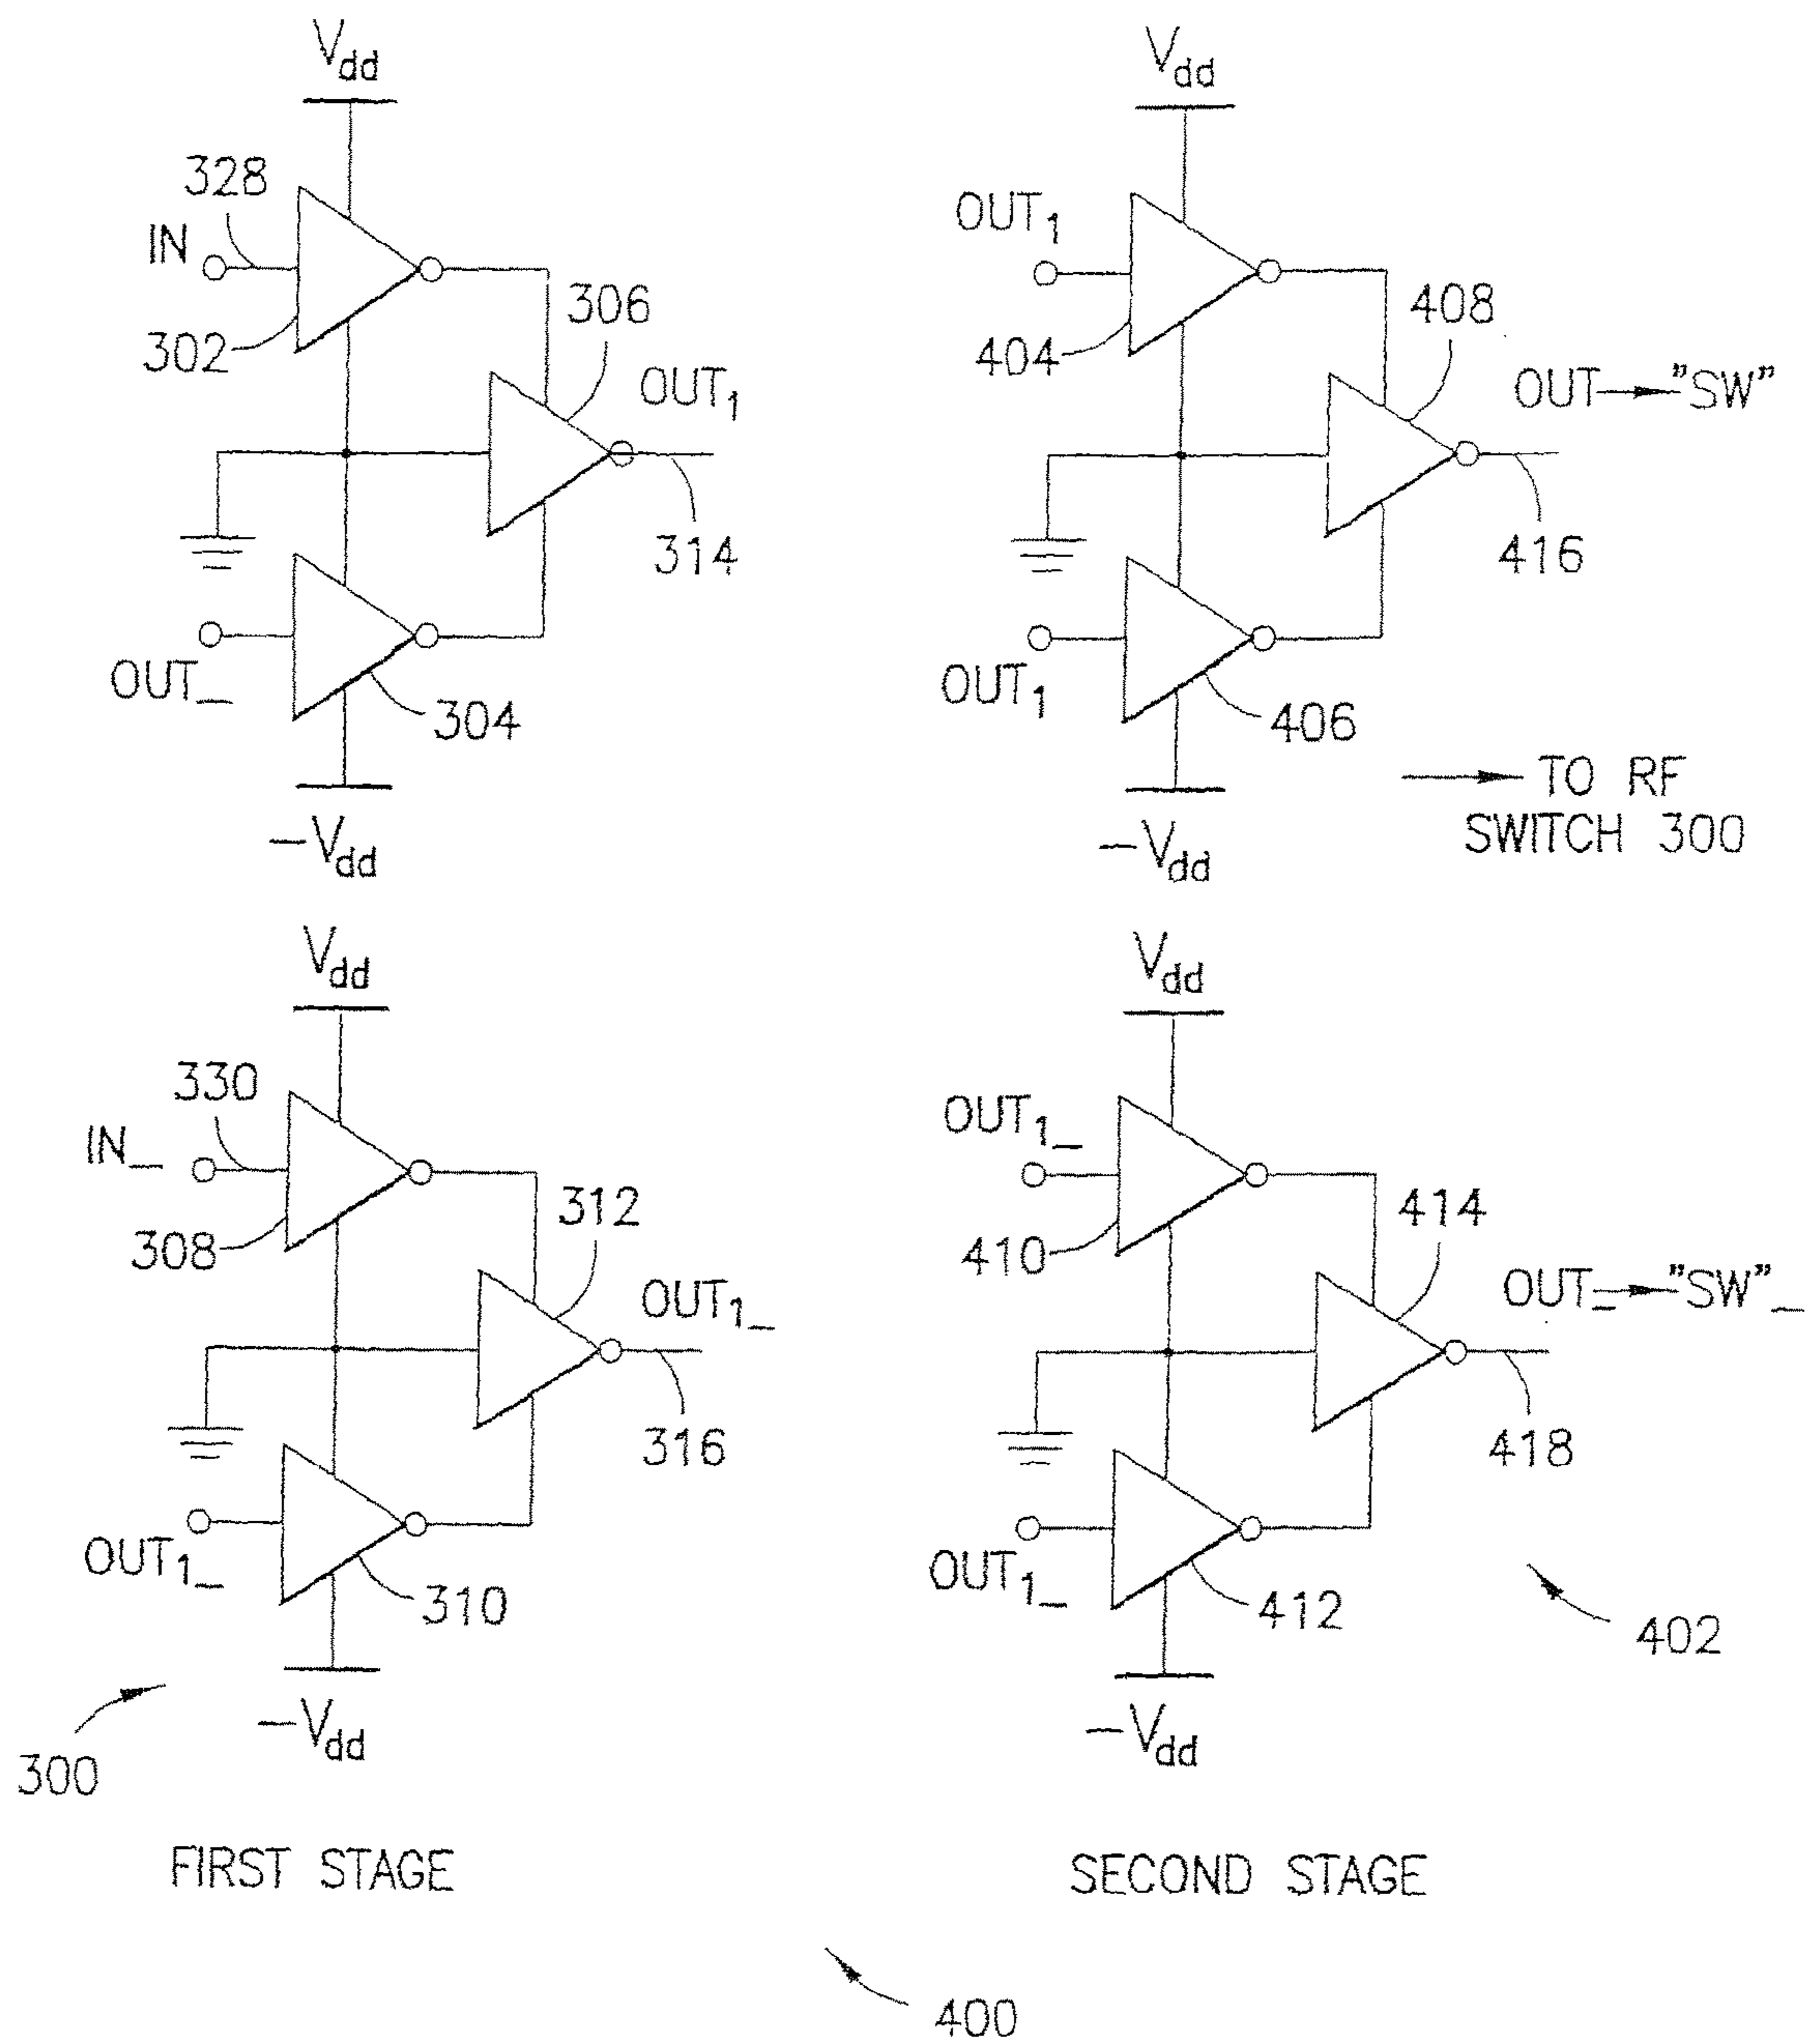 Vdd
328
IN
302
306
OUT1
314
OUT_
304
-Vdd
Vdd
OUT1
404
408
OUT→"SW"
416
OUT1
406
→ TO RF
SWITCH 300
-Vdd
Vdd
330
IN_
308
312
OUT1_
316
OUT1_
310
-Vdd
300
FIRST STAGE
Vdd
OUT1_
410
414
OUT_→"SW"_
418
OUT1_
412
402
-Vdd
SECOND STAGE
400